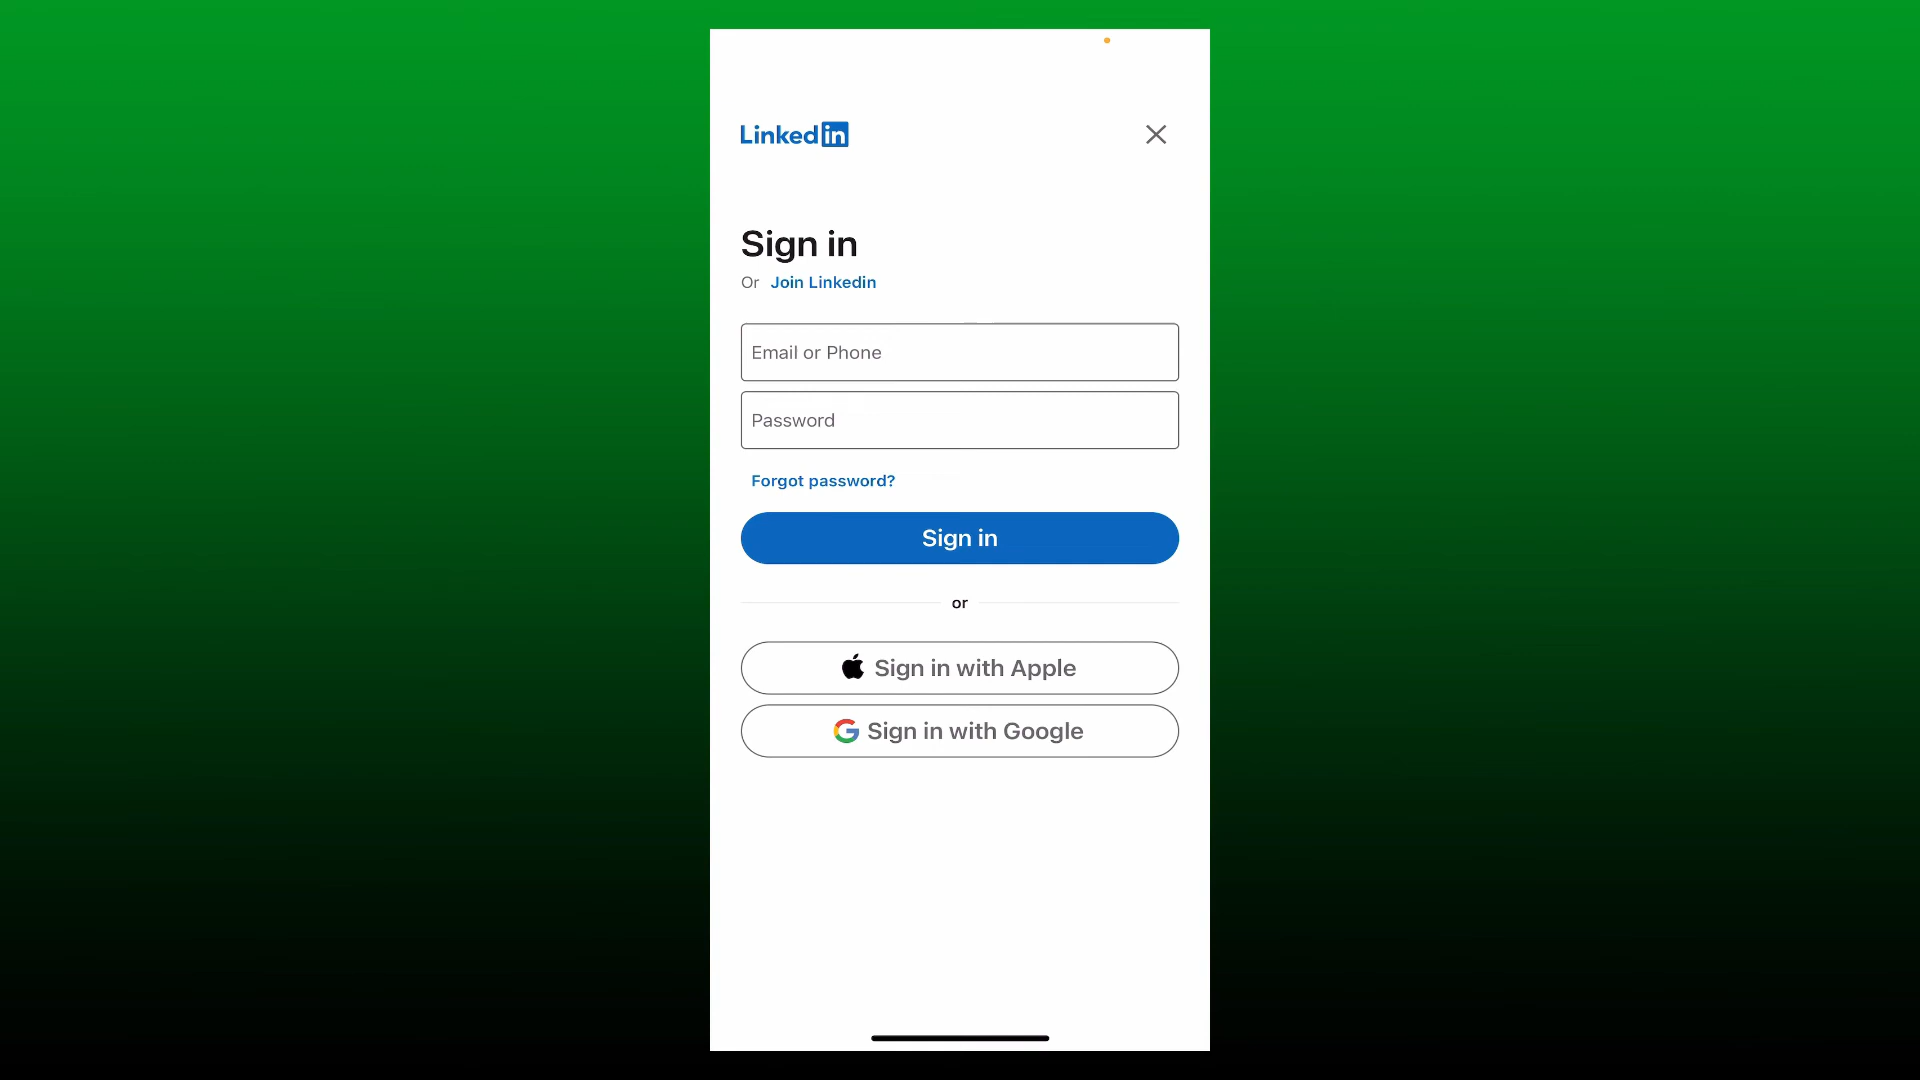 Linkedin
Sign in
Or Join Linkedin
Email or Phone
Password
Forgot password?
Sign in
or
Sign in with Apple
Sign in with Google